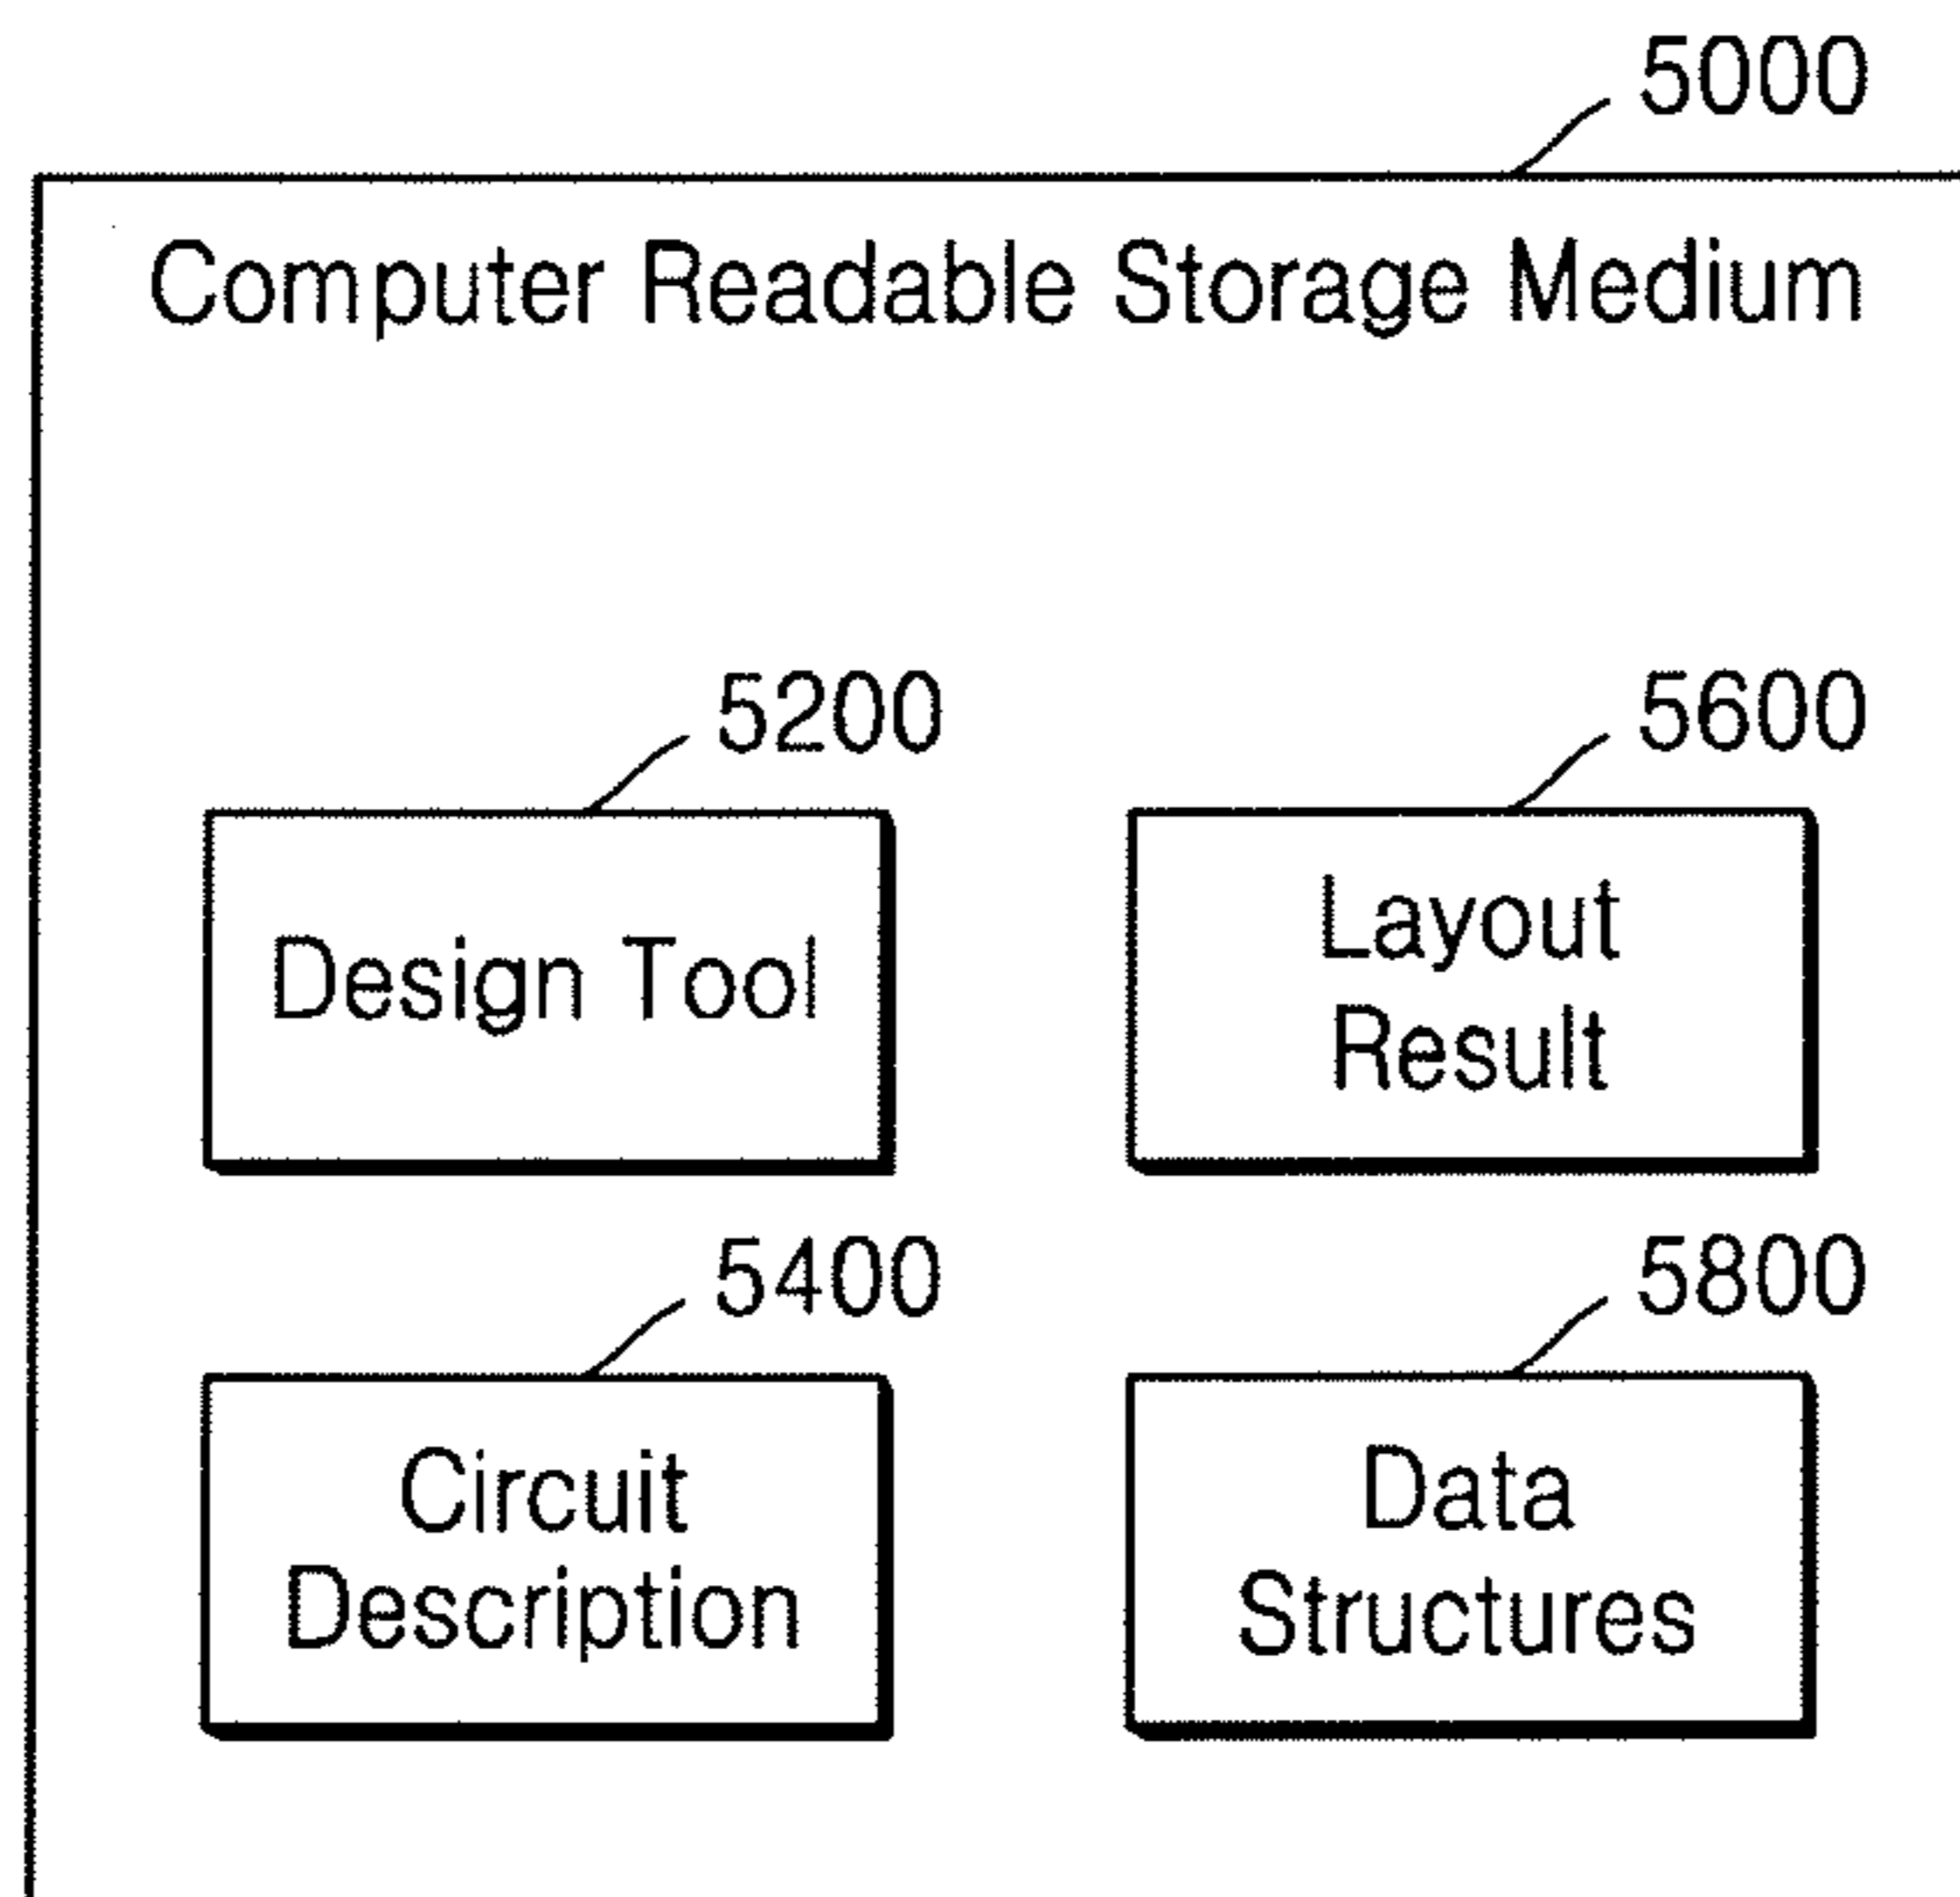 5000
Computer Readable Storage Medium
5200
5600
Design Tool
Layout
Result
5400
5800
Circuit
Description
Data
Structures